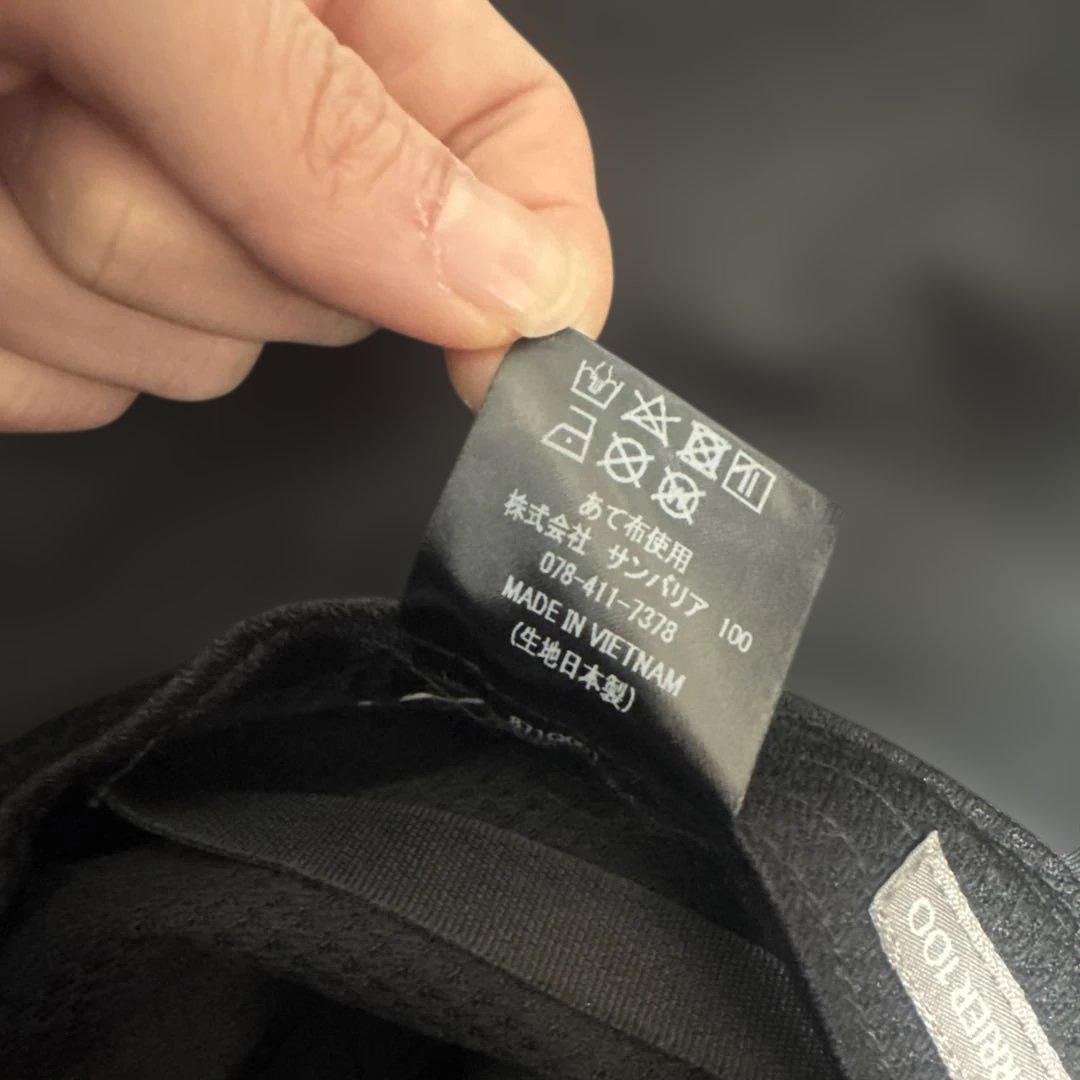 あて布使用
株式会社 サンバリア 100
078-411-7378
MADE IN VIETNAM
(生地日本製)
RRIER100